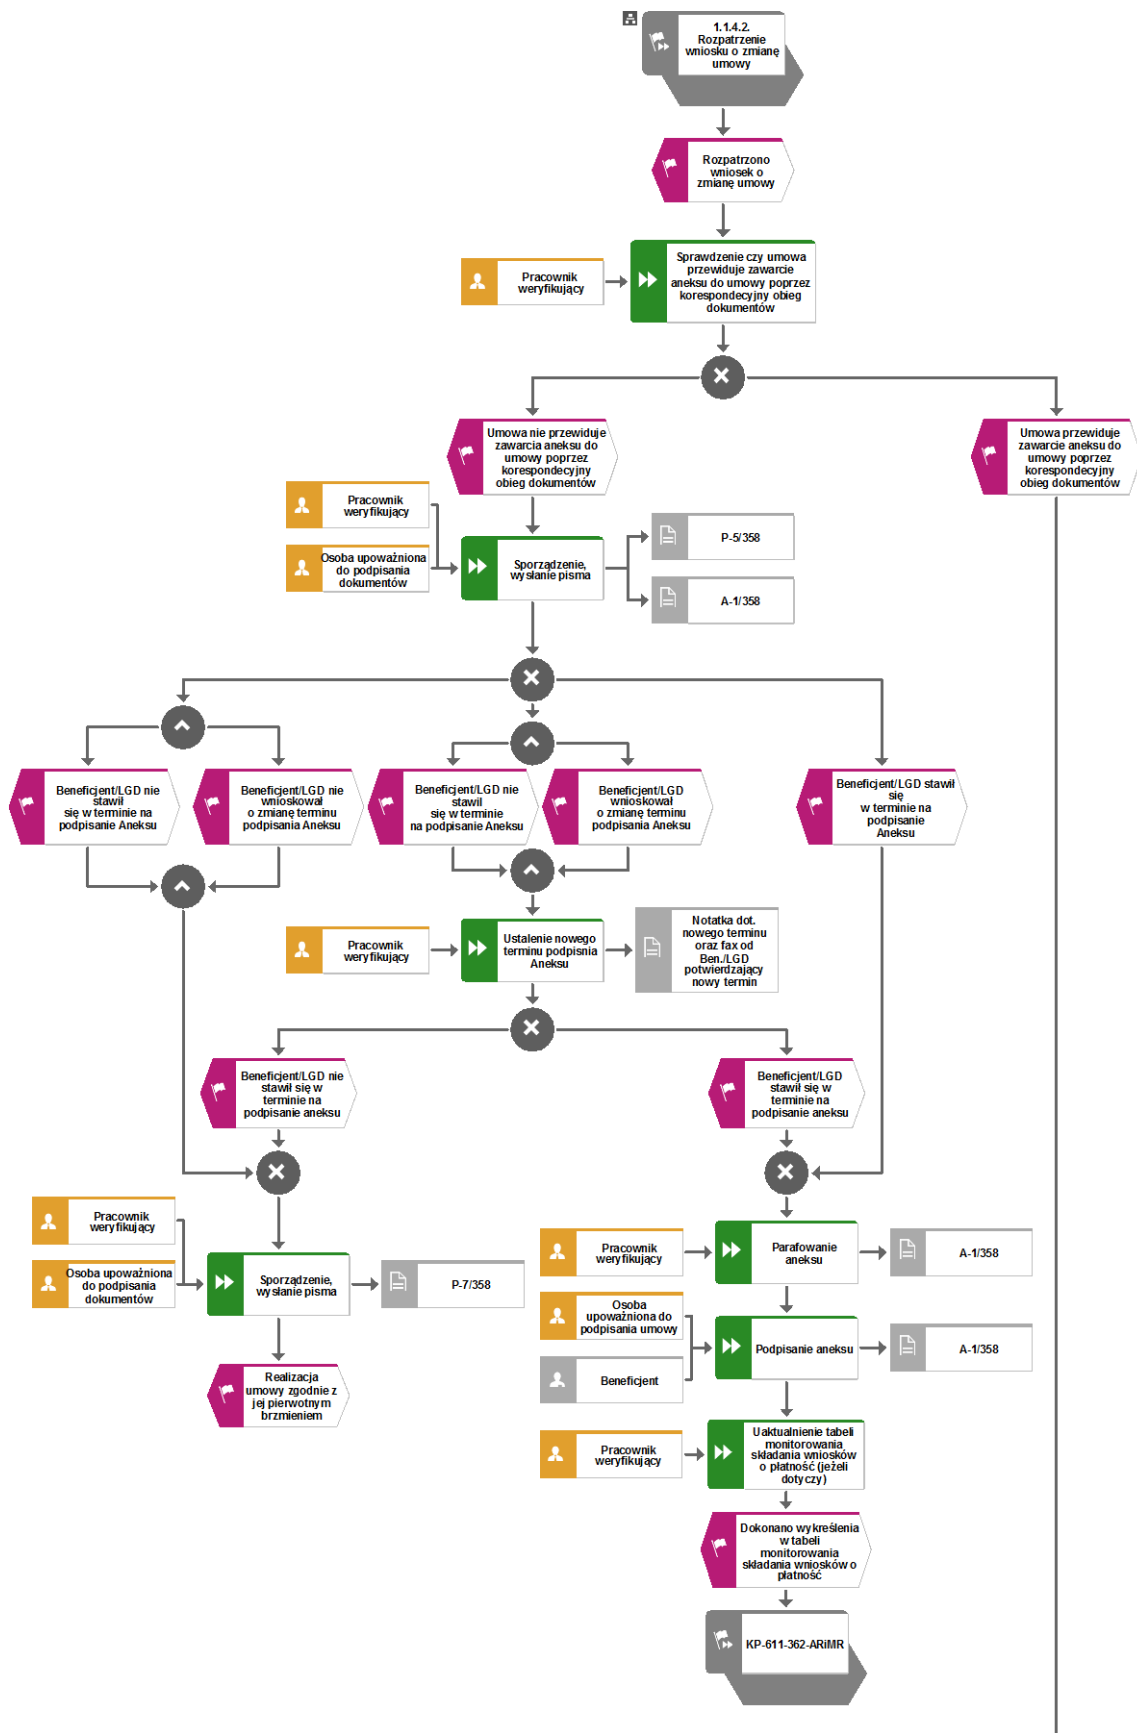 1.1.4.2.
Rozpatrzenie
wniosku o zmianę
umowy
Rozpatrzono
wniosek o
zmianę umowy
Pracownik
weryfikujący
Sprawdzenie czy umowa
przewiduje zawarcie
aneksu do umowy poprzez
korespondecyjny obieg
dokumentów
Umowa nie przewiduje
zawarcia aneksu do
umowy poprzez
korespondecyjny
obieg dokumentów
Umowa przewiduje
zawarcie aneksu do
umowy poprzez
korespondecyjny
obieg dokumentów
Pracownik
weryfikujący
Osoba upoważniona
do podpisania
dokumentów
Sporządzenie,
wysłanie pisma
P-5/358
A-1/358
Beneficjent/LGD nie
stawił
się w terminie na
podpisanie Aneksu
Beneficjent/LGD nie
wnioskował
o zmianę terminu
podpisania Aneksu
Beneficjent/LGD nie
stawił
się w terminie
na podpisanie Aneksu
Beneficjent/LGD
wnioskował
o zmianę terminu
podpisania Aneksu
Beneficjent/LGD stawił
się
w terminie na
podpisanie
Aneksu
Pracownik
weryfikujący
Ustalenie nowego
terminu podpisnia
Aneksu
Notatka dot.
nowego terminu
oraz fax od
Ben./LGD
potwierdzający
nowy termin
Beneficjent/LGD nie
stawił się w
terminie na
podpisanie aneksu
Beneficjent/LGD
stawił się w
terminie na
podpisanie aneksu
Pracownik
weryfikujący
Osoba upoważniona
do podpisania
dokumentów
Sporządzenie,
wysłanie pisma
P-7/358
Realizacja
umowy zgodnie z
jej pierwotnym
brzmieniem
Pracownik
weryfikujący
Parafowanie
aneksu
A-1/358
Osoba
upoważniona do
podpisania umowy
Beneficjent
Podpisanie aneksu
A-1/358
Pracownik
weryfikujący
Uaktualnienie tabeli
monitorowania
składania wniosków
o płatność (jeżeli
dotyczy)
Dokonano wykreślenia
w tabeli
monitorowania
składania wniosków o
płatność
KP-611-362-ARiMR